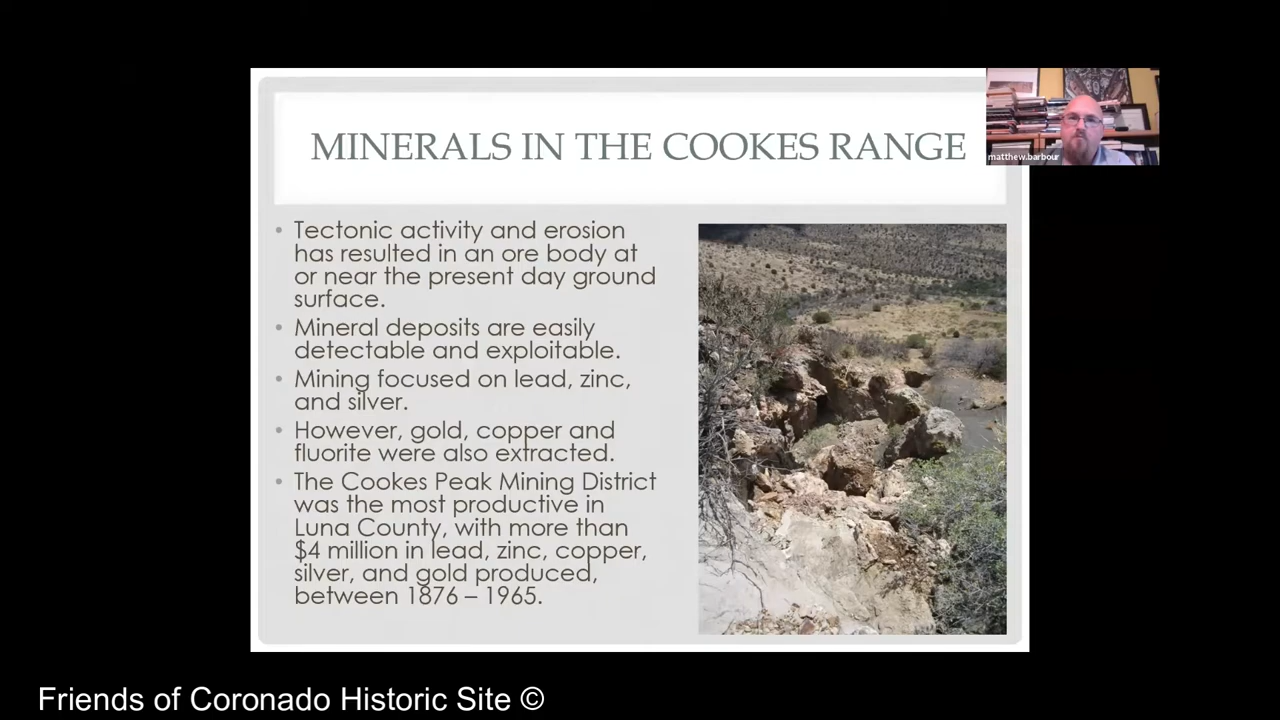 MINERALS IN THE COOKES RANGE
matthew.barbour
• Tectonic activity and erosion
has resulted in an ore body at
or near the present day ground
surface.
• Mineral deposits are easily
detectable and exploitable.
• Mining focused on lead, zinc,
and silver.
• However, gold, copper and
fluorite were also extracted.
• The Cookes Peak Mining District
was the most productive in
Luna County, with more than
$4 million in lead, zinc, copper,
silver, and gold produced,
between 1876 – 1965.
Friends of Coronado Historic Site ©